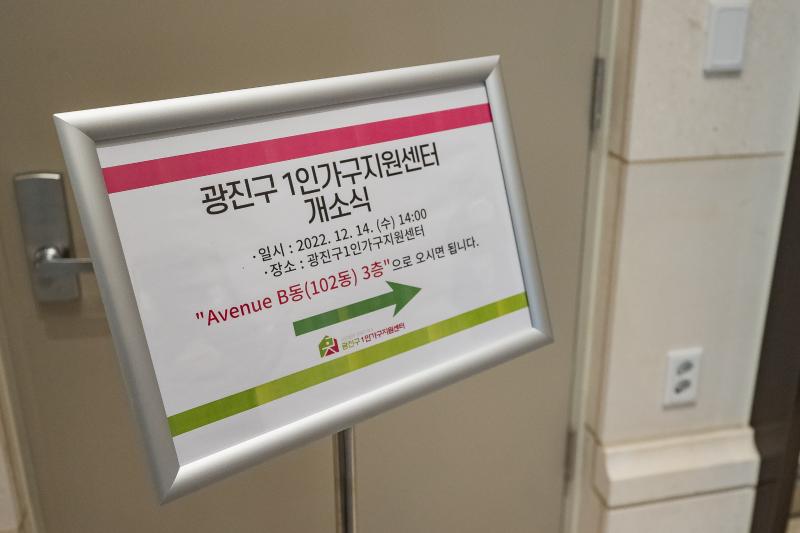 광진구 1인가구지원센터
개소식
·일시 : 2022. 12. 14. (수) 14:00
·장소 : 광진구1인가구지원센터
"Avenue B동(102동) 3층"으로 오시면 됩니다.
광진구1인가구지원센터